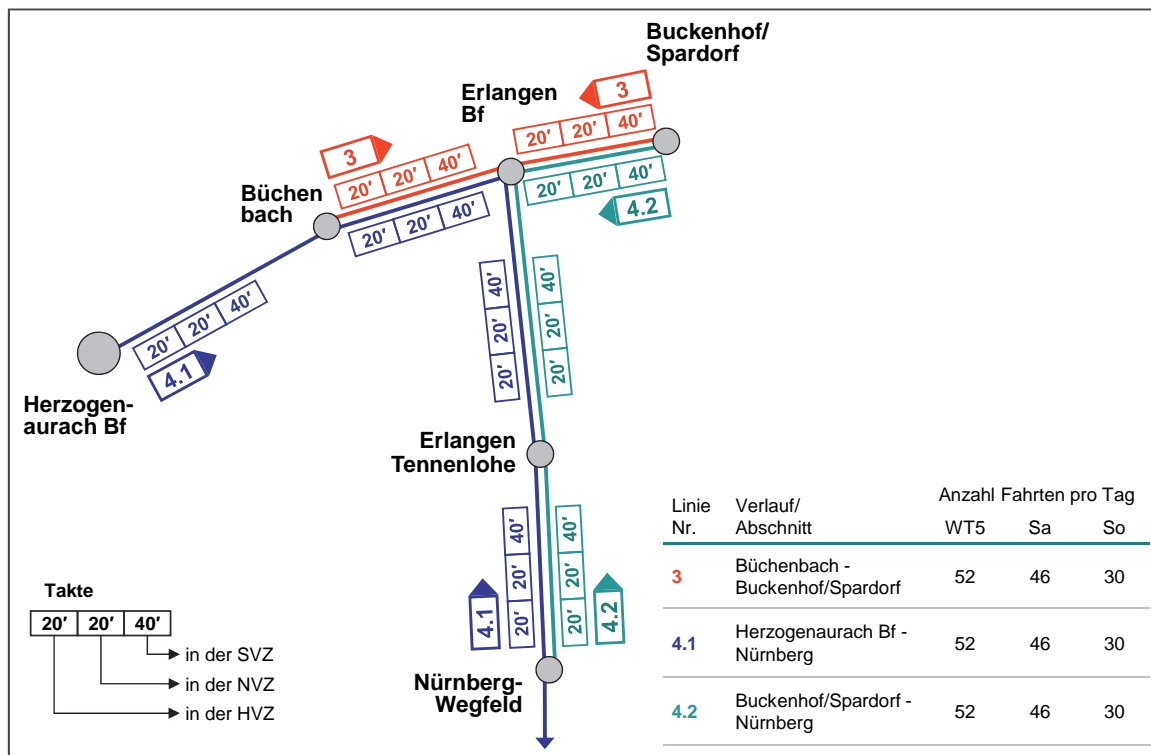 Buckenhof/
Spardorf
3
20' 20' 40'
Erlangen
Bf
3
20' 20' 40'
20' 20' 40'
4.2
Büchen
bach
20' 20' 40'
20' 20' 40'
4.1
Herzogen-
aurach Bf
20' 20' 40'
20' 20' 40'
Erlangen
Tennenlohe
20' 20' 40'
4.1
20' 20' 40'
4.2
Nürnberg-
Wegfeld
Takte
20' 20' 40'
in der SVZ
in der NVZ
in der HVZ
Anzahl Fahrten pro Tag
Linie Verlauf/
Nr. Abschnitt WT5 Sa So
3 Büchenbach - 52 46 30
Buckenhof/Spardorf
4.1 Herzogenaurach Bf - 52 46 30
Nürnberg
4.2 Buckenhof/Spardorf - 52 46 30
Nürnberg